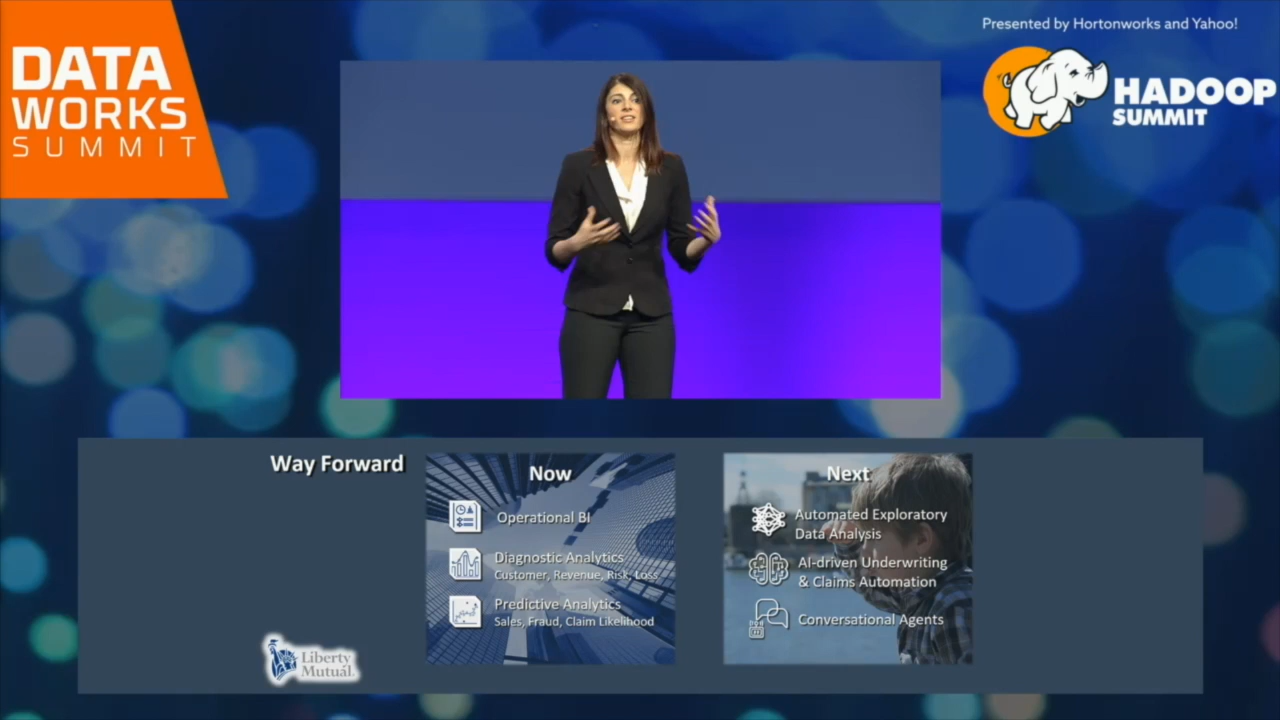 DATA
WORKS
SUMMIT
Presented by Hortonworks and Yahoo!
HADOOP
SUMMIT
Way Forward
Now
Operational BI
Diagnostic Analytics
Customer, Revenue, Risk, Loss
Predictive Analytics
Sales, Fraud, Claim Likelihood
Next
Automated Exploratory
Data Analysis
AI-driven Underwriting
& Claims Automation
Conversational Agents
Liberty
Mutual